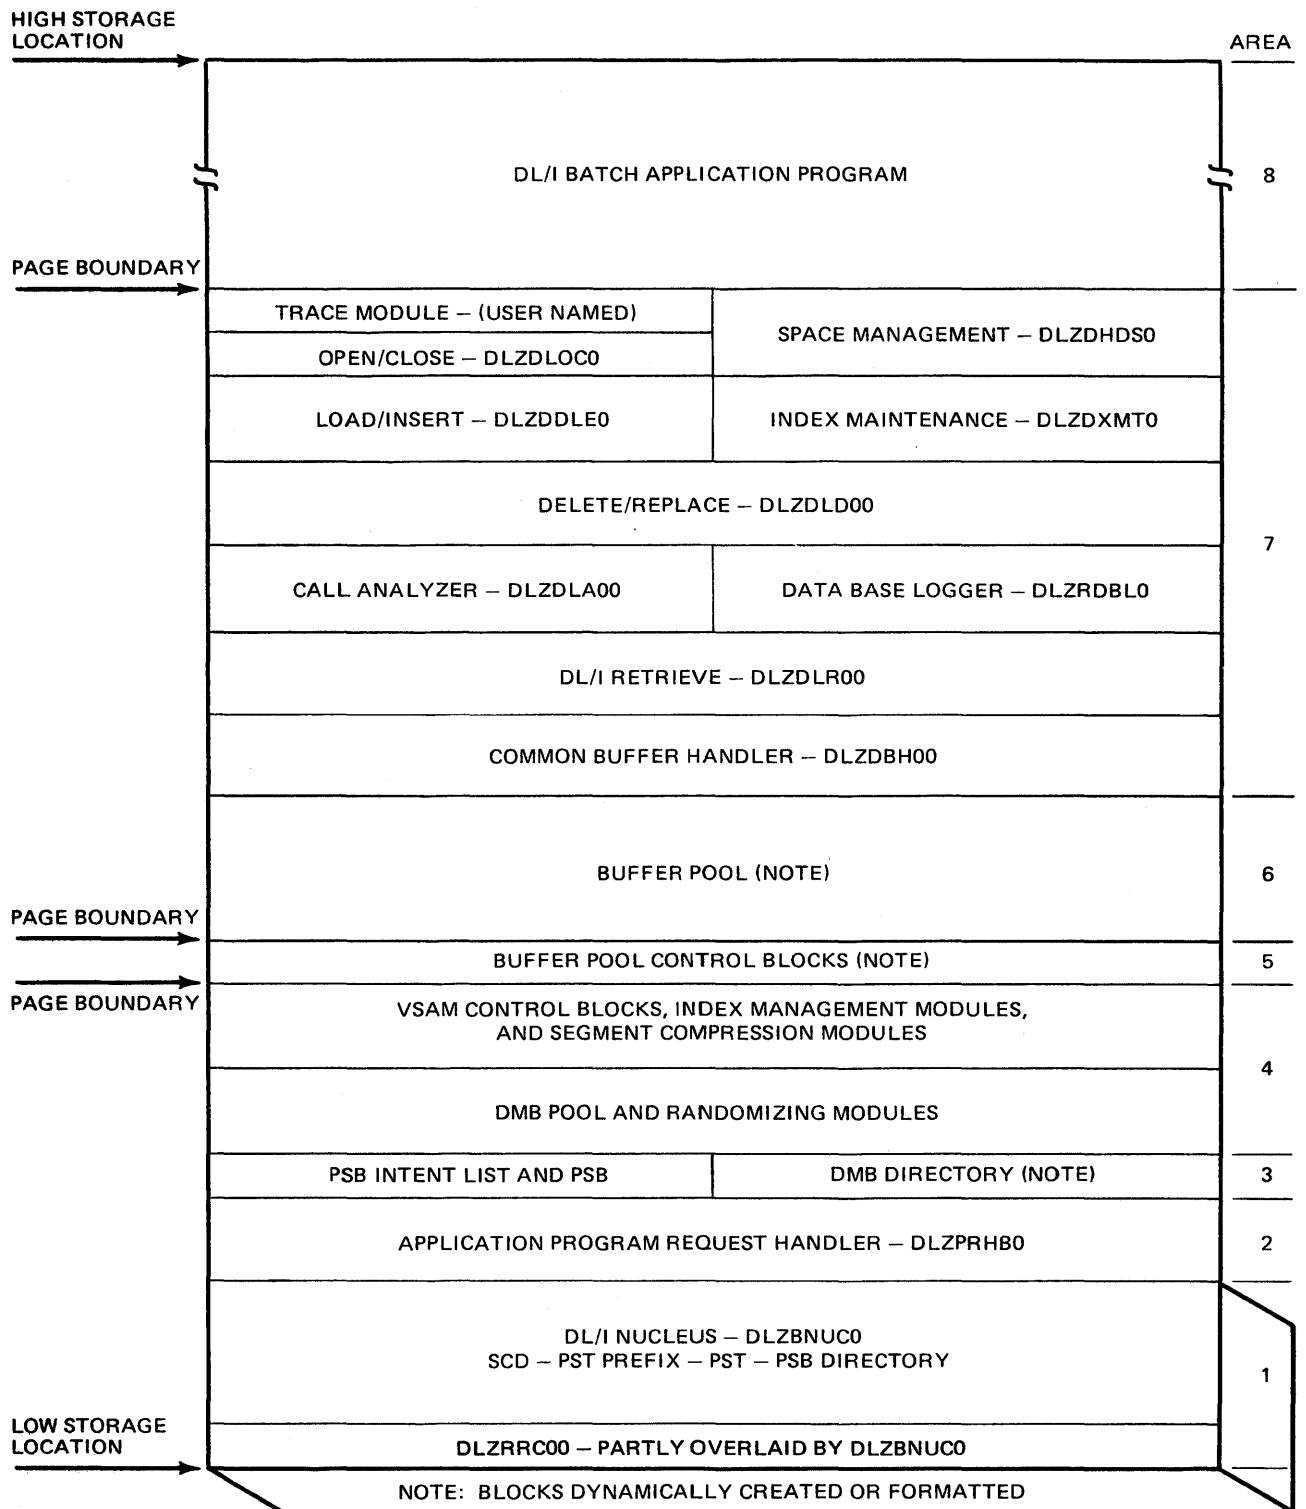 HIGH STORAGE
LOCATION
AREA
DL/I BATCH APPLICATION PROGRAM
8
PAGE BOUNDARY
TRACE MODULE — (USER NAMED)
SPACE MANAGEMENT — DLZDHDS0
OPEN/CLOSE — DLZDLOC0
LOAD/INSERT — DLZDDLE0
INDEX MAINTENANCE — DLZDXMT0
DELETE/REPLACE — DLZDLD00
7
CALL ANALYZER — DLZDLA00
DATA BASE LOGGER — DLZRDBL0
DL/I RETRIEVE — DLZDLR00
COMMON BUFFER HANDLER — DLZDBH00
BUFFER POOL (NOTE)
6
PAGE BOUNDARY
BUFFER POOL CONTROL BLOCKS (NOTE)
5
PAGE BOUNDARY
VSAM CONTROL BLOCKS, INDEX MANAGEMENT MODULES,
AND SEGMENT COMPRESSION MODULES
4
DMB POOL AND RANDOMIZING MODULES
PSB INTENT LIST AND PSB
DMB DIRECTORY (NOTE)
3
APPLICATION PROGRAM REQUEST HANDLER — DLZPRHB0
2
DL/I NUCLEUS — DLZBNUC0
SCD — PST PREFIX — PST — PSB DIRECTORY
1
LOW STORAGE
LOCATION
DLZRRC00 — PARTLY OVERLAID BY DLZBNUC0
NOTE: BLOCKS DYNAMICALLY CREATED OR FORMATTED